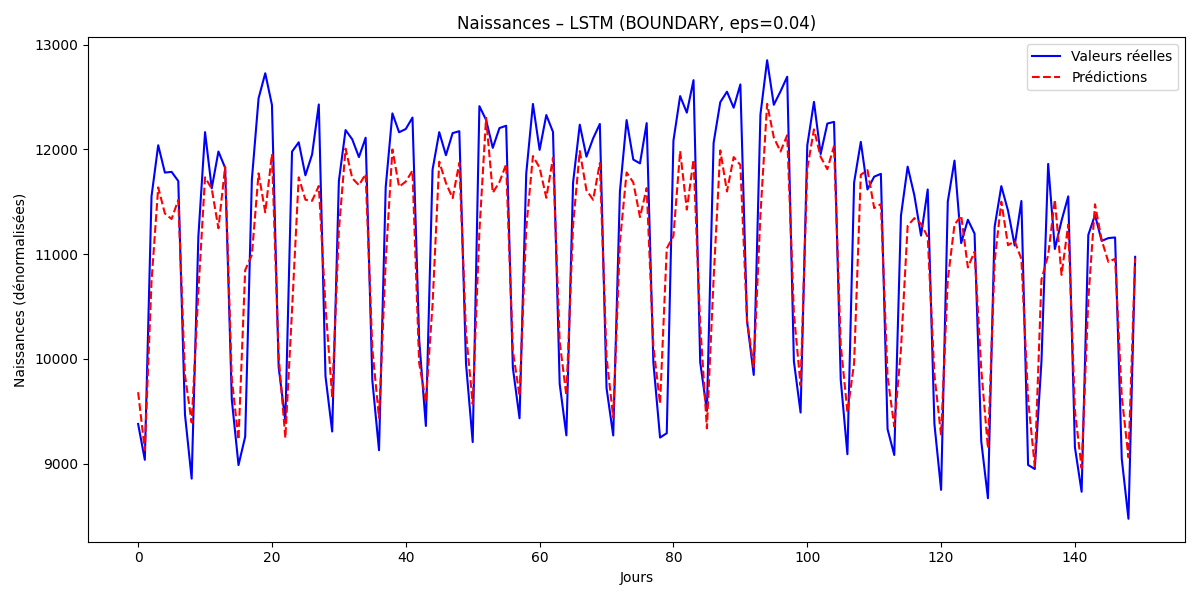 Naissances – LSTM (BOUNDARY, eps=0.04)
Valeurs réelles
Prédictions
Naissances (dénormalisées)
13000
12000
11000
10000
9000
0 20 40 60 80 100 120 140
Jours